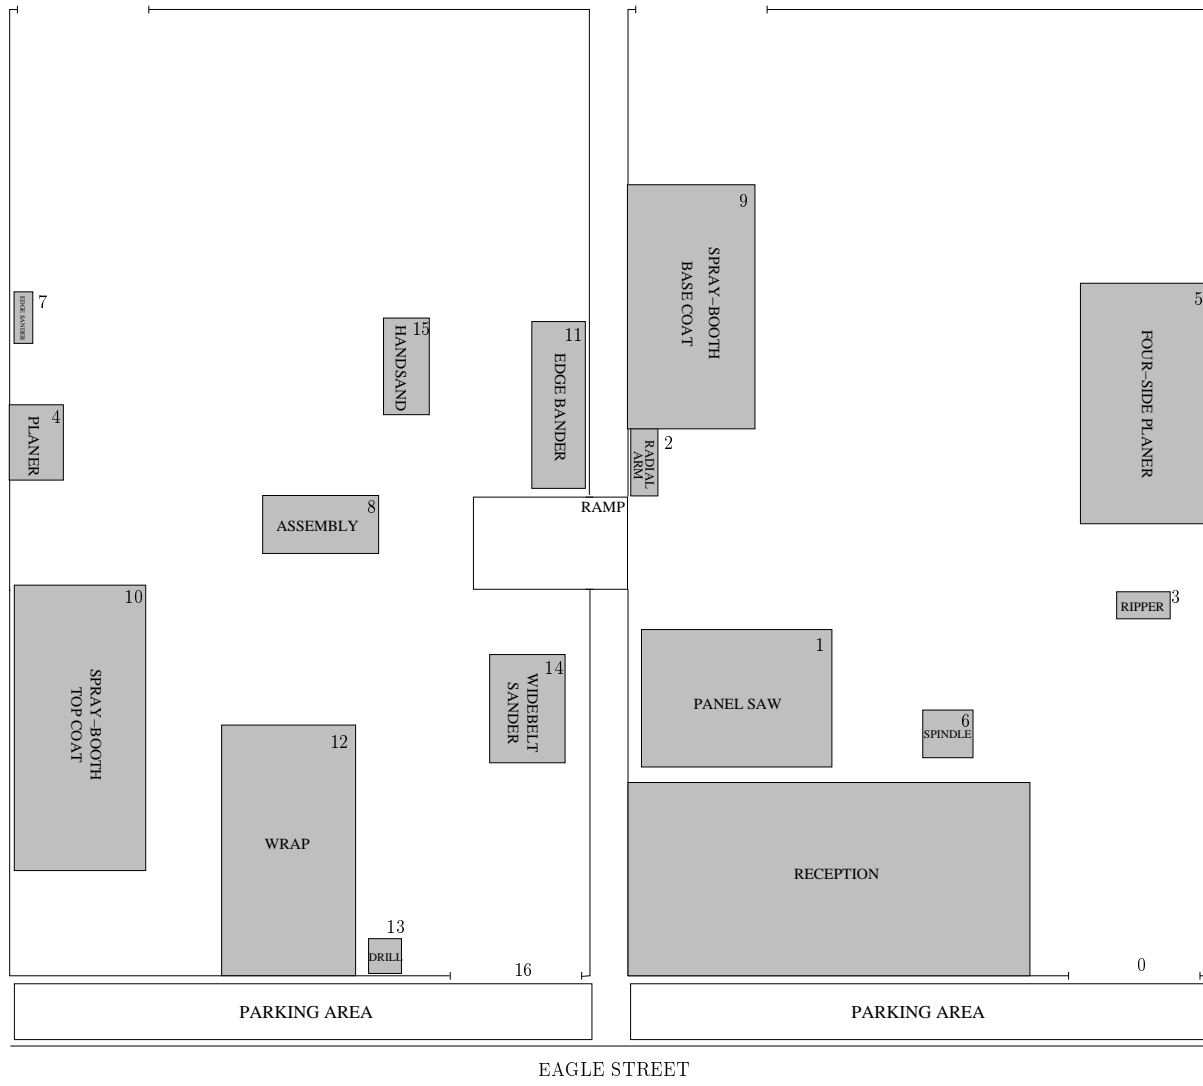 9
SPRAY-BOOTH
BASE COAT
7
EDGE SANDER
15
HANDSAND
11
EDGE BANDER
5
FOUR-SIDE PLANER
4
PLANER
2
RADIAL
ARM
8
ASSEMBLY
RAMP
10
SPRAY-BOOTH
TOP COAT
3
RIPPER
14
WIDEBELT
SANDER
1
PANEL SAW
6
SPINDLE
12
WRAP
RECEPTION
13
DRILL
16
0
PARKING AREA
PARKING AREA
EAGLE STREET